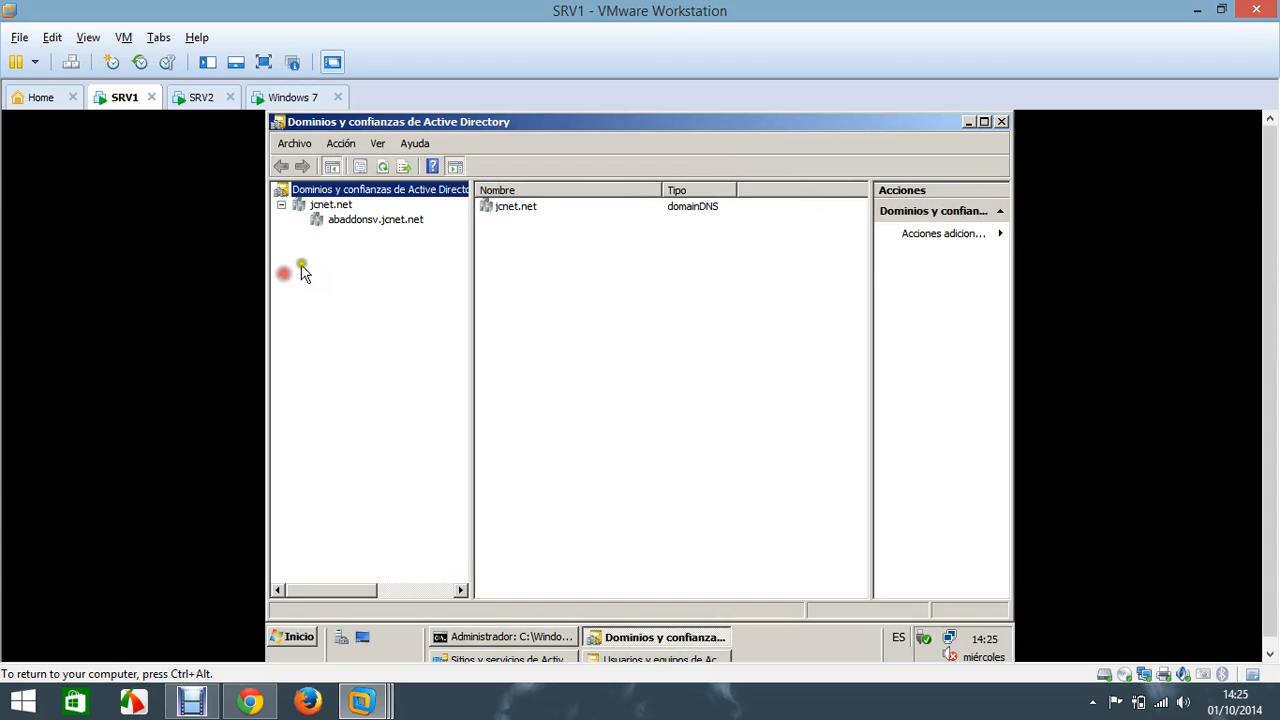 SRV1 - VMware Workstation
File Edit View VM Tabs Help
Home SRV1 SRV2 Windows 7
Dominios y confianzas de Active Directory
Archivo Acción Ver Ayuda
Dominios y confianzas de Active Directo
jcnet.net
abaddonsv.jcnet.net
Nombre Tipo
jcnet.net domainDNS
Acciones
Dominios y confian...
Acciones adicion...
Inicio
Administrador: C:\Windo...
Dominios y confianza...
Sitios y servicios de Activ...
Usuarios y equipos de Ac...
ES
14:25
miércoles
To return to your computer, press Ctrl+Alt.
14:25
01/10/2014